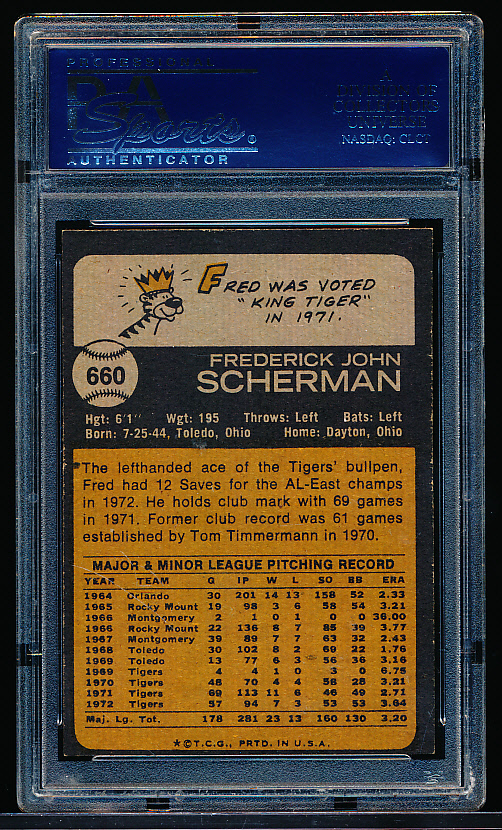 PROFESSIONAL
PSA
Sports
AUTHENTICATOR
A
DIVISION OF
COLLECTORS
UNIVERSE
NASDAQ: CLCT
FRED WAS VOTED
"KING TIGER"
IN 1971.
660
FREDERICK JOHN
SCHERMAN
Hgt: 6'1" Wgt: 195 Throws: Left Bats: Left
Born: 7-25-44, Toledo, Ohio Home: Dayton, Ohio
The lefthanded ace of the Tigers' bullpen,
Fred had 12 Saves for the AL-East champs
in 1972. He holds club mark with 69 games
in 1971. Former club record was 61 games
established by Tom Timmermann in 1970.
MAJOR & MINOR LEAGUE PITCHING RECORD
YEAR TEAM G IP W L SO BB ERA
1964 Orlando 30 201 14 13 158 52 2.33
1965 Rocky Mount 19 98 3 6 58 54 3.21
1966 Montgomery 2 1 0 1 0 0 36.00
1966 Rocky Mount 22 136 8 7 85 39 3.77
1967 Montgomery 39 89 7 7 63 32 2.43
1968 Toledo 30 102 8 2 69 22 1.76
1969 Toledo 13 77 6 3 56 36 3.16
1969 Tigers 4 4 1 0 3 0 6.75
1970 Tigers 48 70 4 4 58 28 3.21
1971 Tigers 69 113 11 6 46 49 2.71
1972 Tigers 57 94 7 3 53 53 3.64
Maj. Lg. Tot. 178 281 23 13 160 130 3.20
★©T.C.G., PRTD. IN U.S.A.